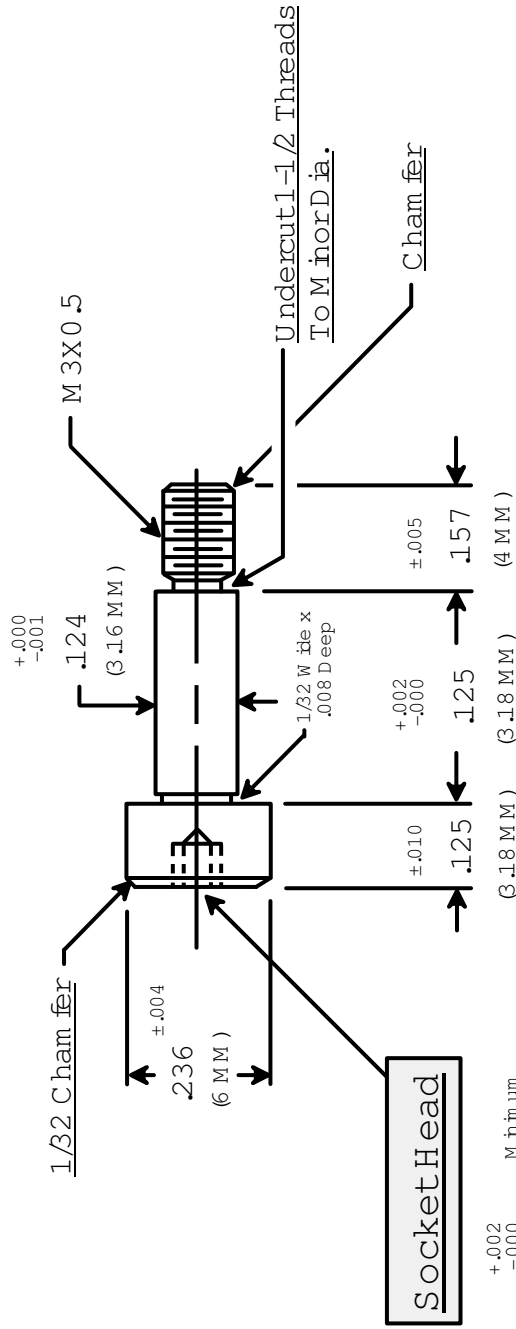 1/32 Chamfer
±.004
.236
(6 MM)
+.000
-.001
.124
(3.16 MM)
M3X0.5
1/32 Wide x
.008 Deep
Undercut 1-1/2 Threads
To Minor Dia.
Chamfer
±.010
.125
(3.18 MM)
+.002
-.000
.125
(3.18 MM)
±.005
.157
(4 MM)
Socket Head
+.002
-.000
Minimum